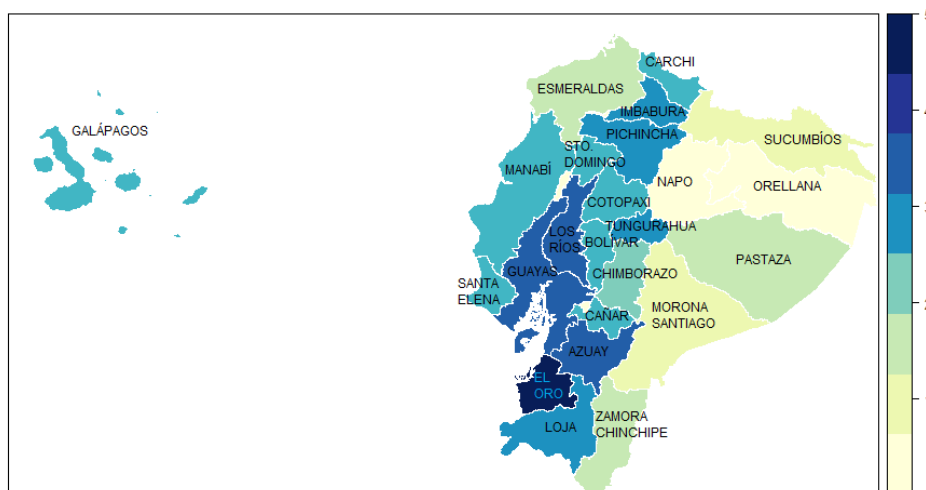 CARCHI
ESMERALDAS
IMBABURA
GALÁPAGOS
PICHINCHA
SUCUMBÍOS
STO.
DOMINGO
MANABÍ
NAPO
ORELLANA
COTOPAXI
TUNGURAHUA
LOS
RÍOS
BOLÍVAR
PASTAZA
GUAYAS
CHIMBORAZO
SANTA
ELENA
MORONA
SANTIAGO
CAÑAR
AZUAY
EL
ORO
ZAMORA
CHINCHIPE
LOJA